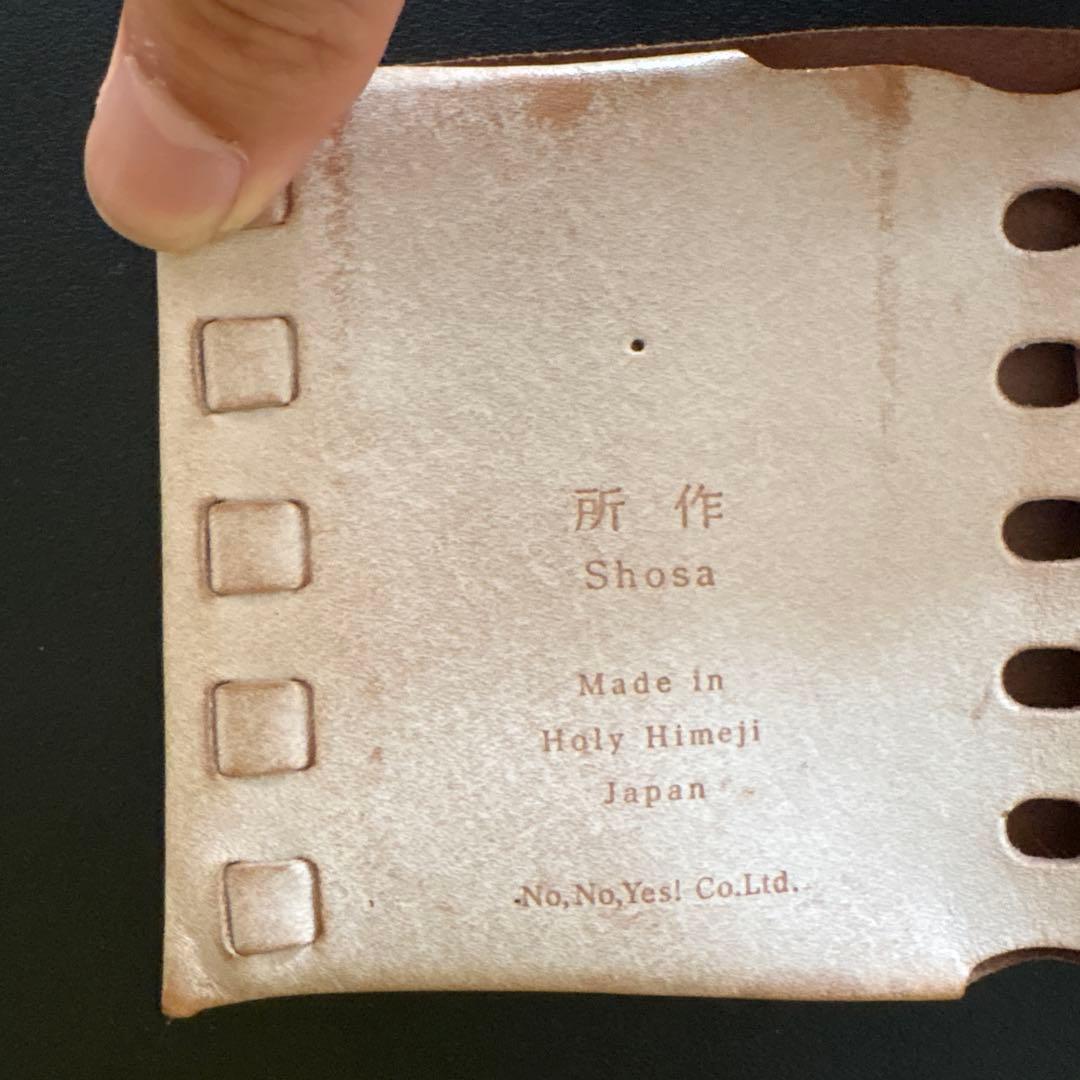 所 作
Shosa
Made in
Holy Himeji
Japan
No,No,Yes! Co.Ltd.